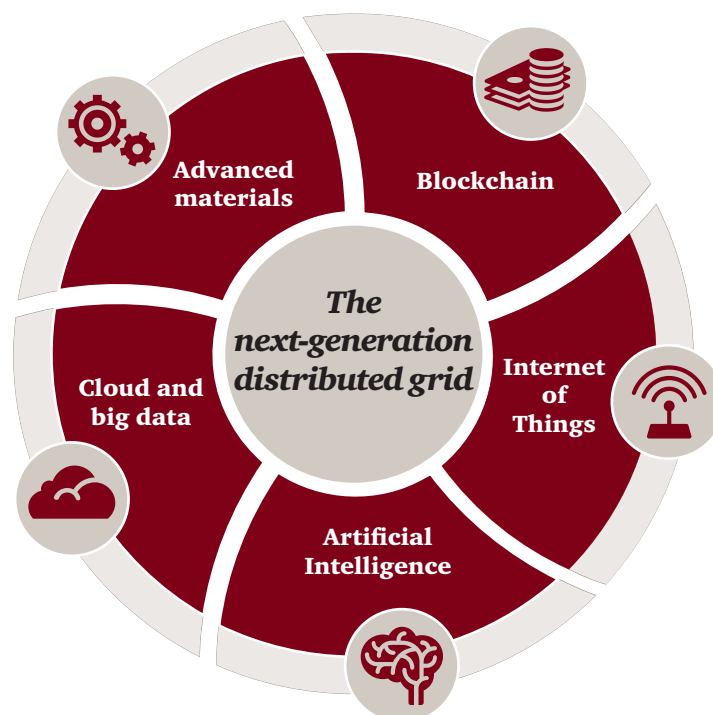 The
next-generation
distributed grid
Blockchain
Internet
of
Things
Artificial
Intelligence
Cloud and
big data
Advanced
materials